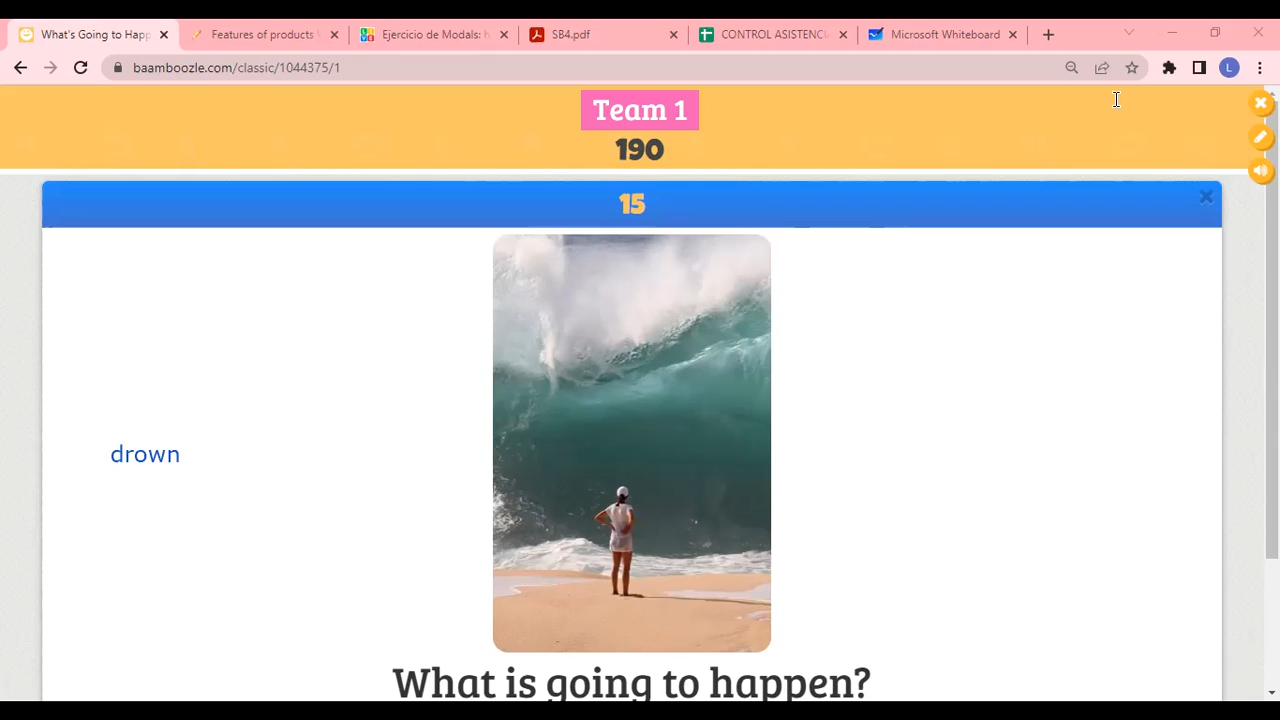 What's Going to Happ
Features of products
Ejercicio de Modals:
SB4.pdf
CONTROL ASISTENCI
Microsoft Whiteboard
baamboozle.com/classic/1044375/1
L
Team 1
190
15
drown
What is going to happen?